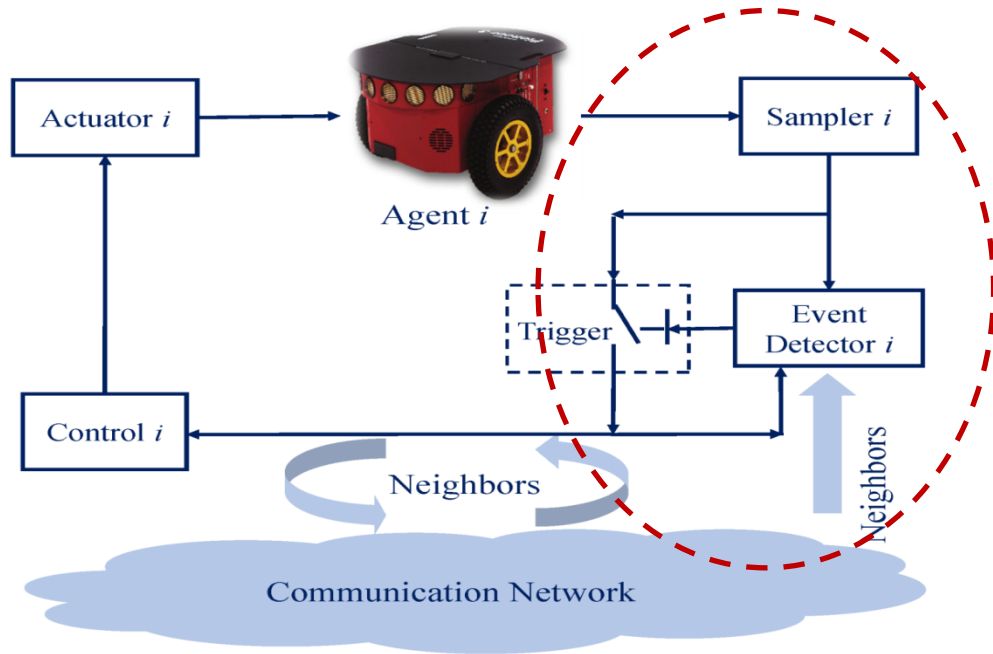 Actuator i
Sampler i
Agent i
Trigger
Event
Detector i
Control i
Neighbors
Neighbors
Communication Network